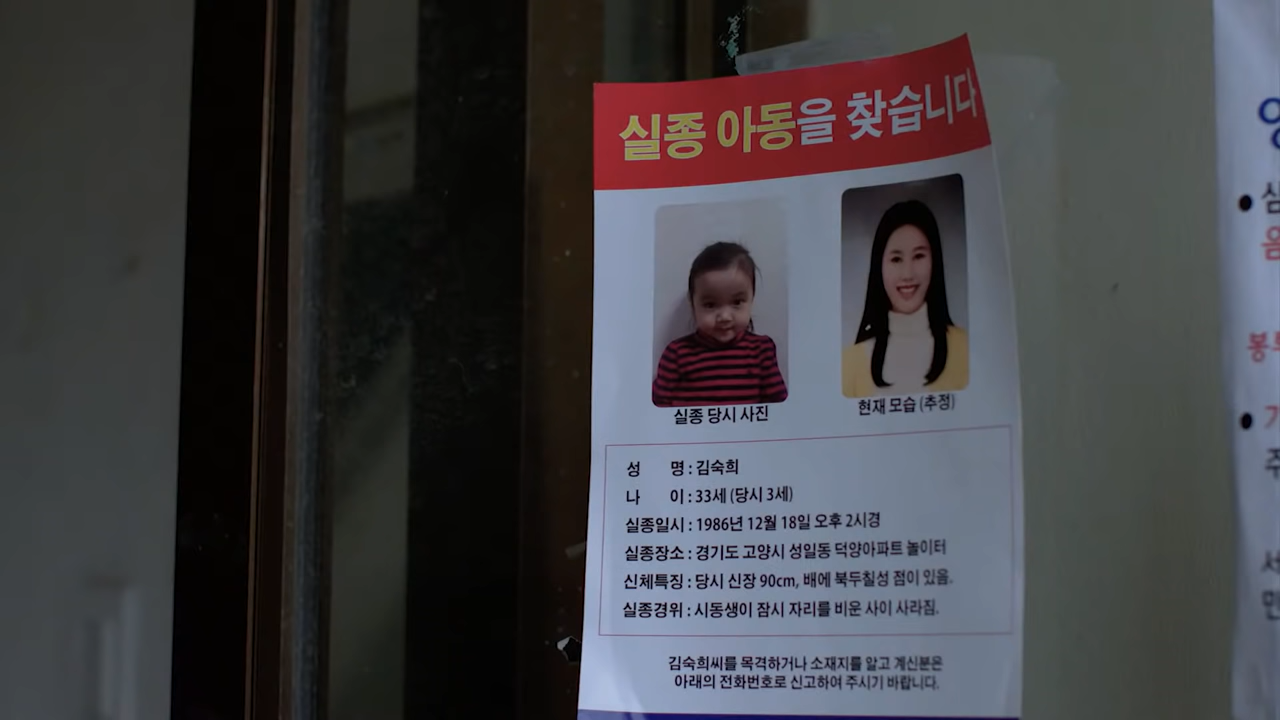 실종 아동을 찾습니다
실종 당시 사진
현재 모습 (추정)
성 명 : 김숙희
나 이 : 33세 (당시 3세)
실종일시 : 1986년 12월 18일 오후 2시경
실종장소 : 경기도 고양시 성일동 덕양아파트 놀이터
신체특징 : 당시 신장 90cm, 배에 북두칠성 점이 있음.
실종경위 : 시동생이 잠시 자리를 비운 사이 사라짐.
김숙희씨를 목격하거나 소재지를 알고 계신분은
아래의 전화번호로 신고하여 주시기 바랍니다.